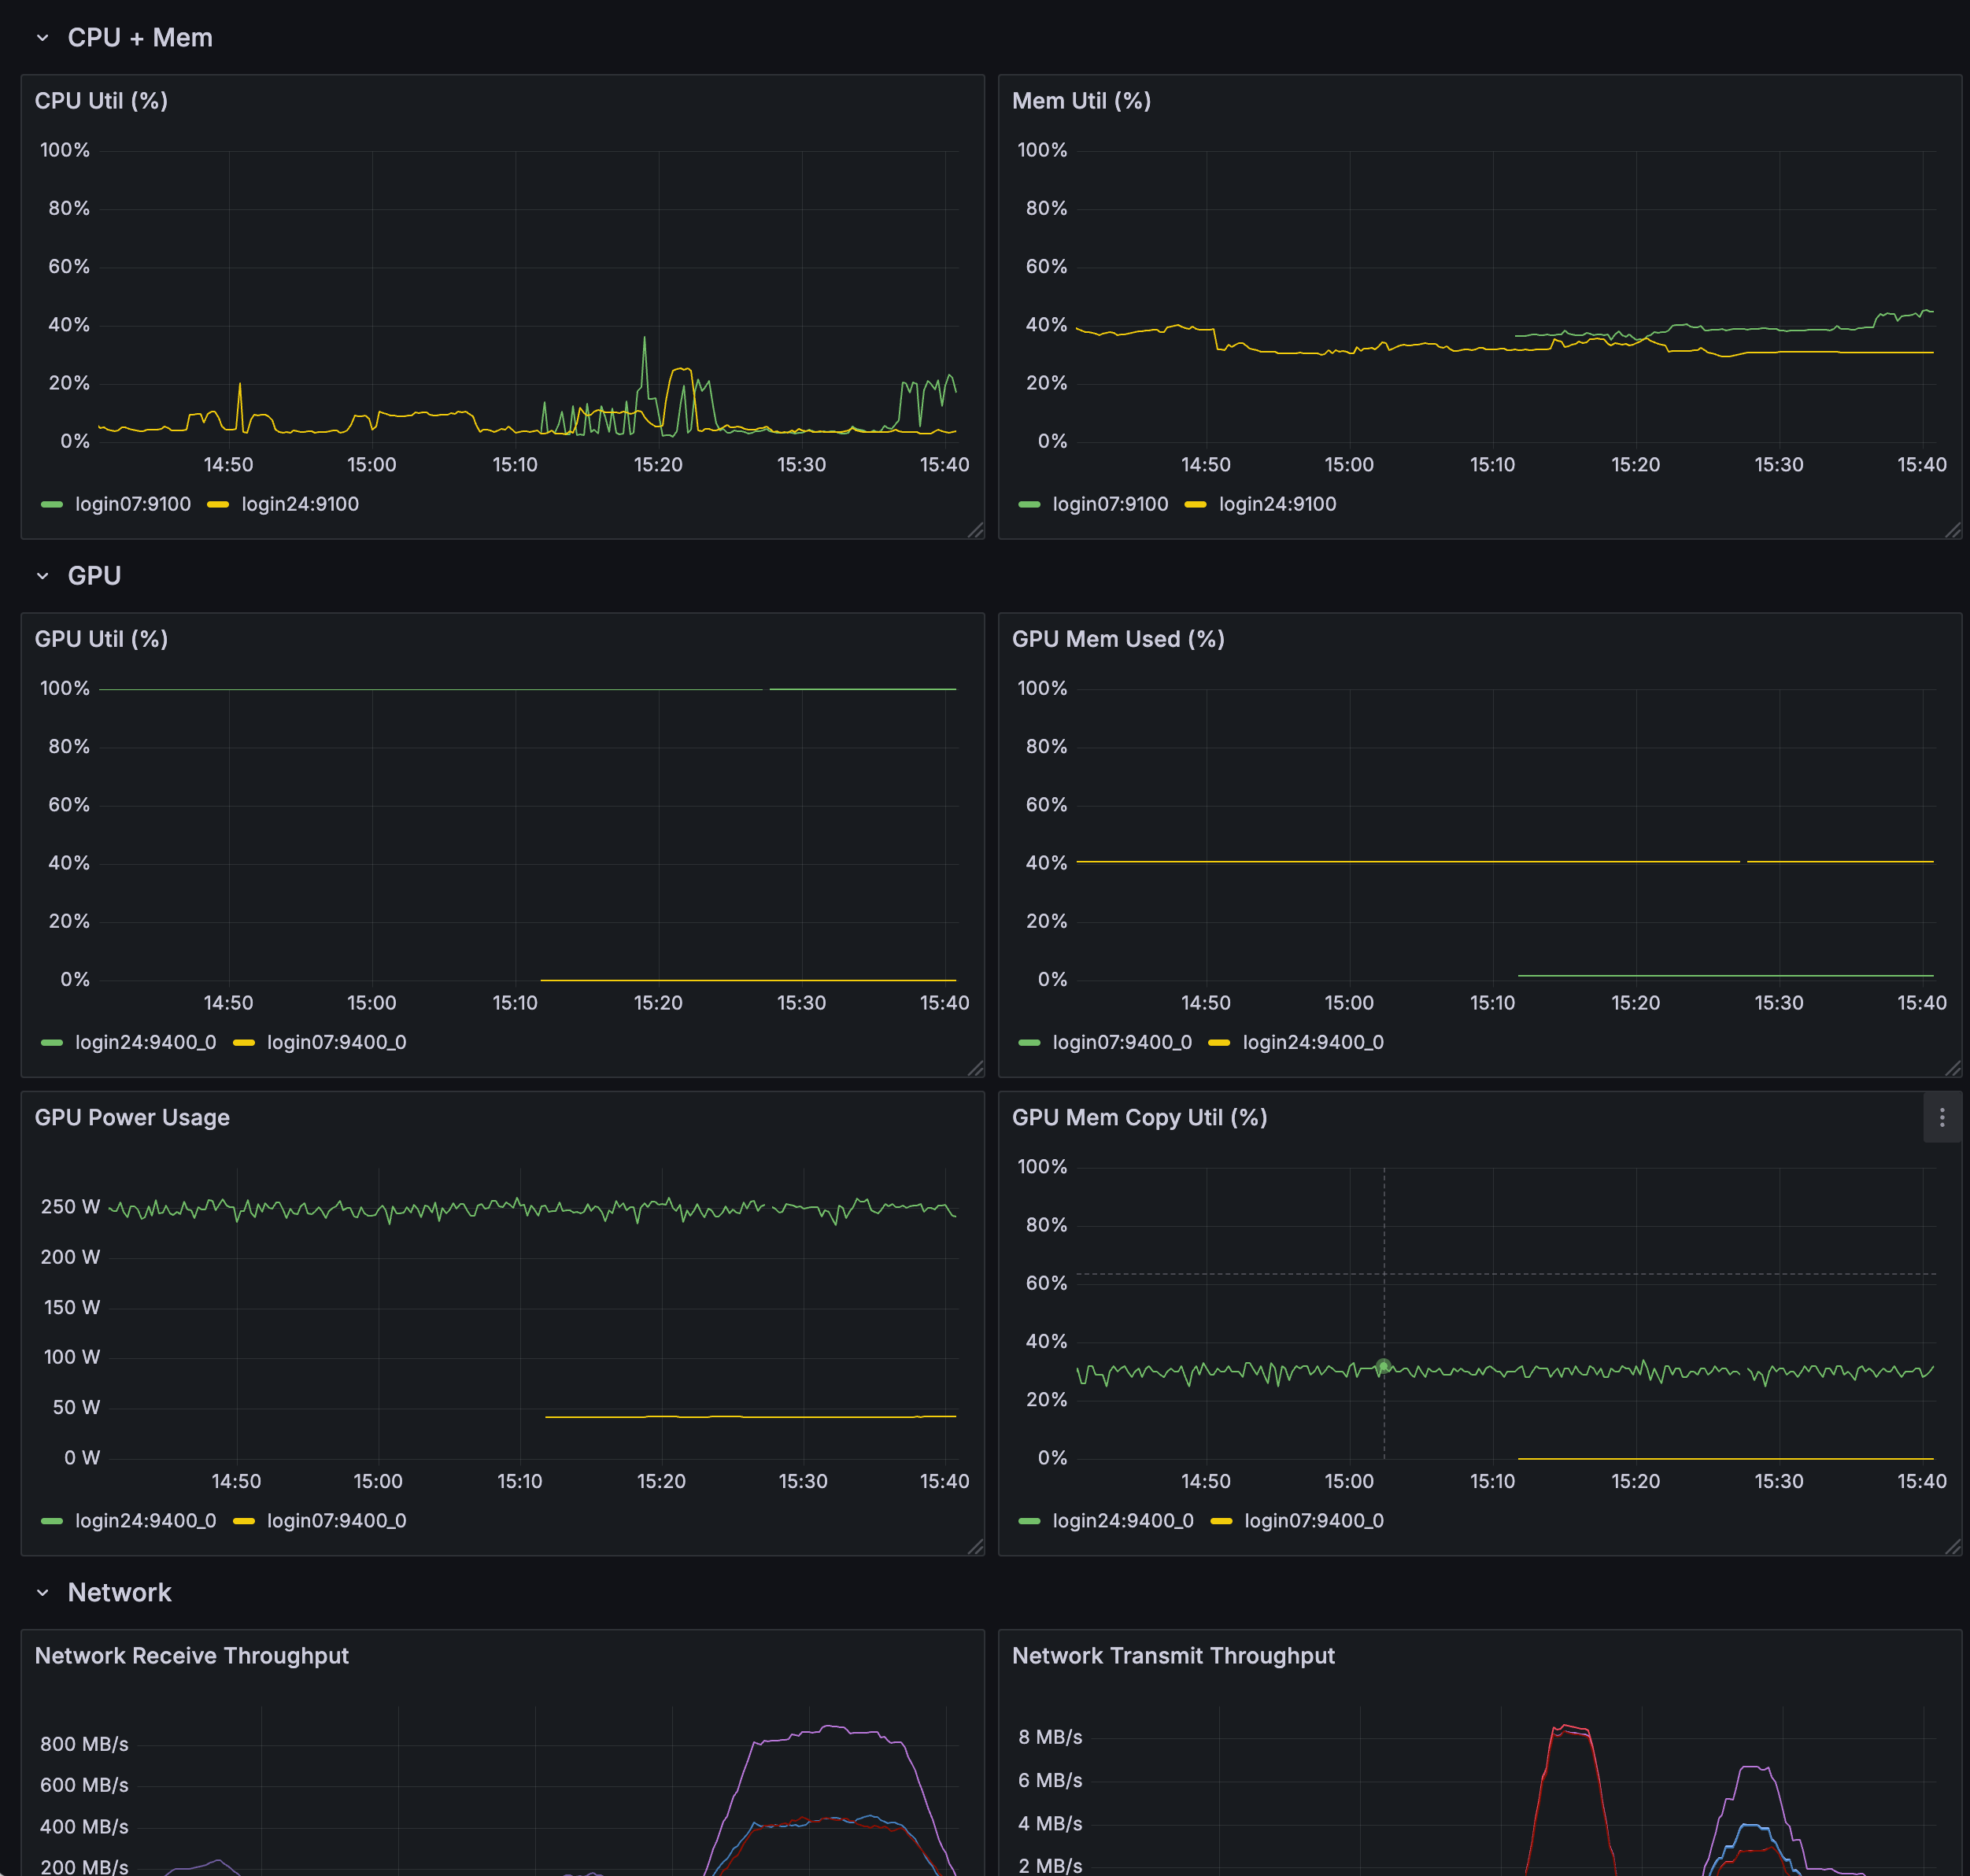 CPU + Mem
CPU Util (%)
100%
80%
60%
40%
20%
0%
14:50 15:00 15:10 15:20 15:30 15:40
login07:9100 login24:9100
Mem Util (%)
100%
80%
60%
40%
20%
0%
14:50 15:00 15:10 15:20 15:30 15:40
login07:9100 login24:9100
GPU
GPU Util (%)
100%
80%
60%
40%
20%
0%
14:50 15:00 15:10 15:20 15:30 15:40
login24:9400_0 login07:9400_0
GPU Mem Used (%)
100%
80%
60%
40%
20%
0%
14:50 15:00 15:10 15:20 15:30 15:40
login07:9400_0 login24:9400_0
GPU Power Usage
250 W
200 W
150 W
100 W
50 W
0 W
14:50 15:00 15:10 15:20 15:30 15:40
login24:9400_0 login07:9400_0
GPU Mem Copy Util (%)
100%
80%
60%
40%
20%
0%
14:50 15:00 15:10 15:20 15:30 15:40
login24:9400_0 login07:9400_0
Network
Network Receive Throughput
800 MB/s
600 MB/s
400 MB/s
200 MB/s
Network Transmit Throughput
8 MB/s
6 MB/s
4 MB/s
2 MB/s